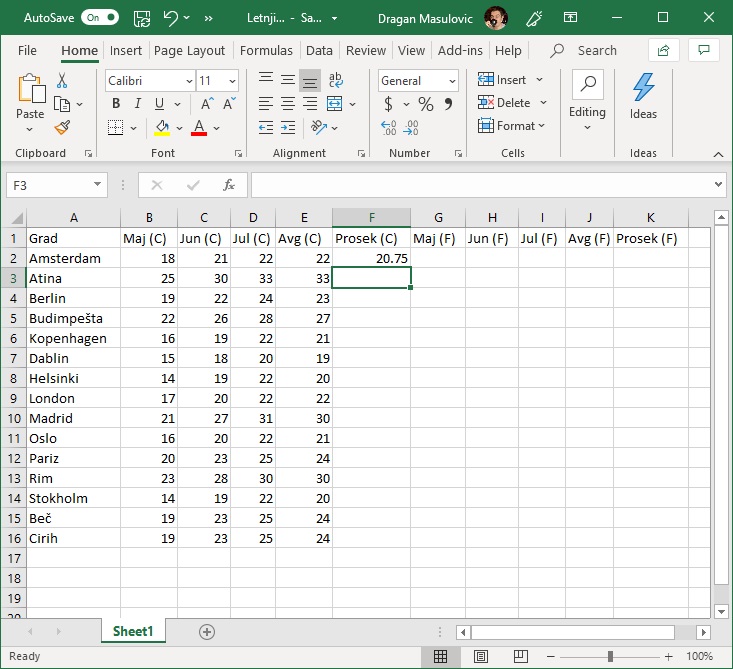 AutoSave On » Letnji... - Sa... Dragan Masulovic
File Home Insert Page Layout Formulas Data Review View Add-ins Help Search
Calibri 11 ab General $ % 9 Insert
Paste B I U A A Delete Editing Ideas
A Format
Clipboard Font Alignment Number Cells Ideas
F3 fx
A B C D E F G H I J K
1 Grad Maj (C) Jun (C) Jul (C) Avg (C) Prosek (C) Maj (F) Jun (F) Jul (F) Avg (F) Prosek (F)
2 Amsterdam 18 21 22 22 20.75
3 Atina 25 30 33 33
4 Berlin 19 22 24 23
5 Budimpešta 22 26 28 27
6 Kopenhagen 16 19 22 21
7 Dablin 15 18 20 19
8 Helsinki 14 19 22 20
9 London 17 20 22 22
10 Madrid 21 27 31 30
11 Oslo 16 20 22 21
12 Pariz 20 23 25 24
13 Rim 23 28 30 30
14 Stokholm 14 19 22 20
15 Beč 19 23 25 24
16 Cirih 19 23 25 24
17
18
19
20
Sheet1
Ready 100%